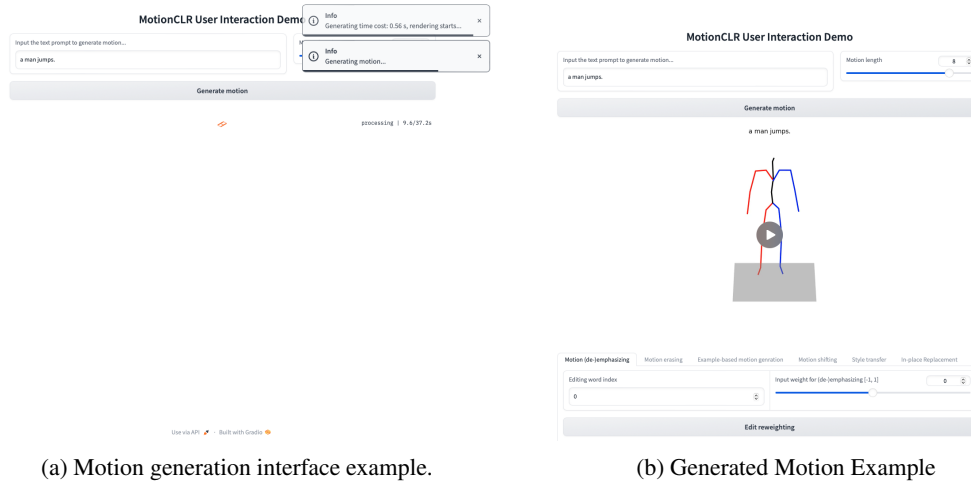 MotionCLR User Interaction Demo
Info
Generating time cost: 0.56 s, rendering starts...
×
Info
Generating motion...
×
Input the text prompt to generate motion...
M
a man jumps.
Generate motion
processing | 9.6/37.2s
Use via API 🚀 · Built with Gradio
(a) Motion generation interface example.
MotionCLR User Interaction Demo
Input the text prompt to generate motion...
Motion length
8
a man jumps.
Generate motion
a man jumps.
Motion (de-)emphasizing Motion erasing Example-based motion genration Motion shifting Style transfer In-place Replacement
Editing word index
Input weight for (de-)emphasizing [-1, 1]
0
0
Edit reweighting
(b) Generated Motion Example